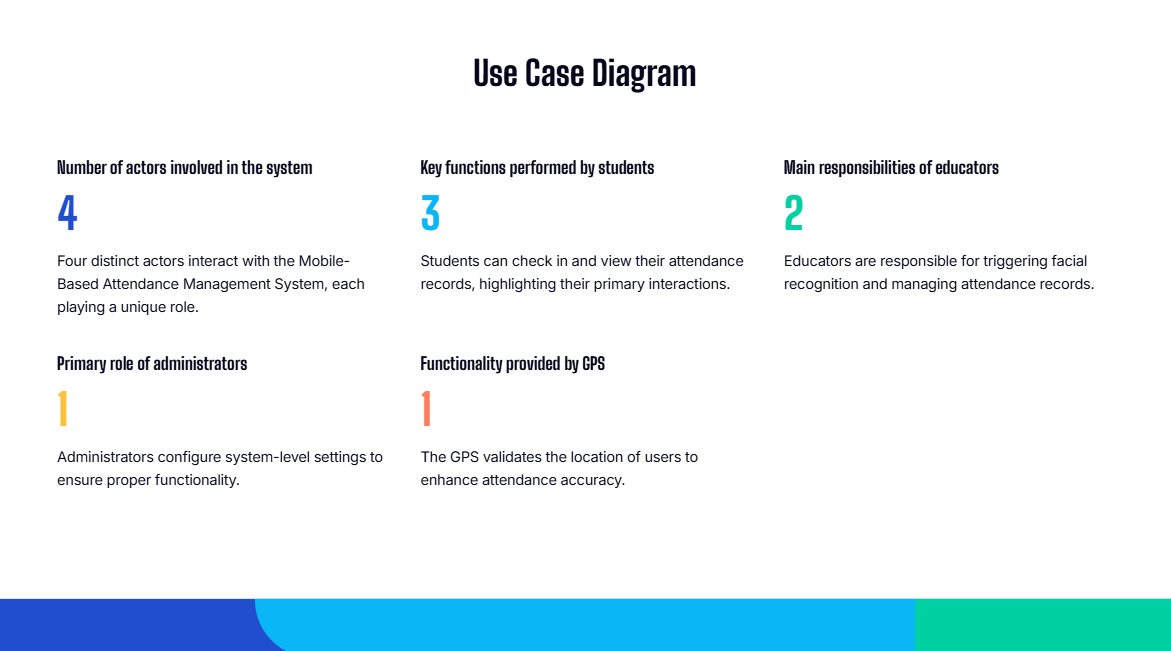 Use Case Diagram
Number of actors involved in the system
4
Four distinct actors interact with the Mobile-
Based Attendance Management System, each
playing a unique role.
Key functions performed by students
3
Students can check in and view their attendance
records, highlighting their primary interactions.
Main responsibilities of educators
2
Educators are responsible for triggering facial
recognition and managing attendance records.
Primary role of administrators
1
Administrators configure system-level settings to
ensure proper functionality.
Functionality provided by GPS
1
The GPS validates the location of users to
enhance attendance accuracy.